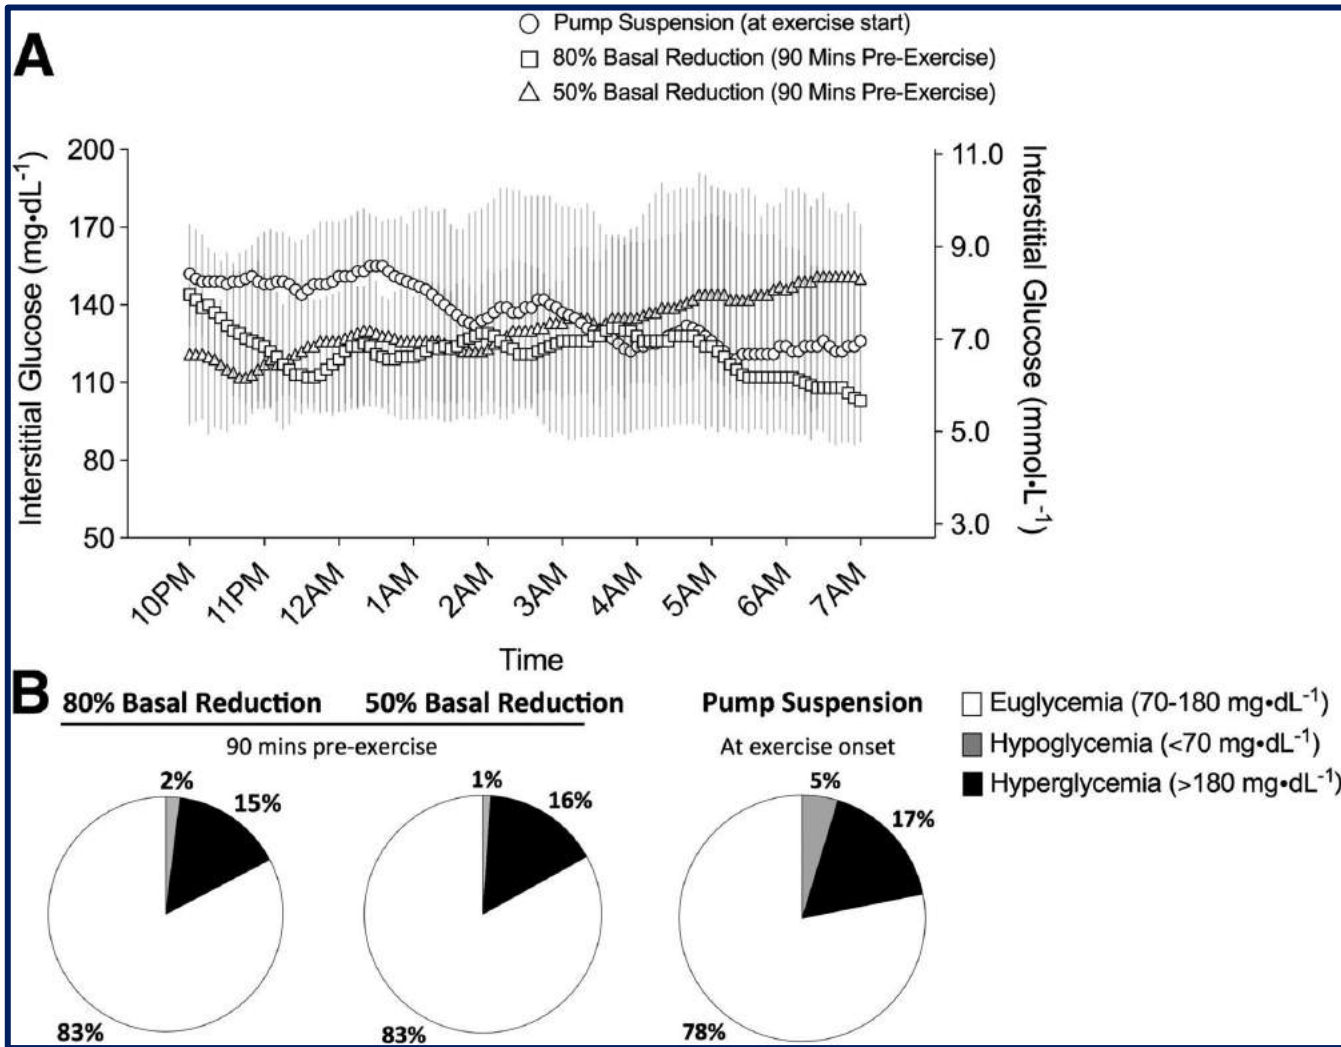 A
Pump Suspension (at exercise start)
80% Basal Reduction (90 Mins Pre-Exercise)
50% Basal Reduction (90 Mins Pre-Exercise)
Interstitial Glucose (mg•dL⁻¹)
200
170
140
110
80
50
11.0
9.0
7.0
5.0
3.0
Interstitial Glucose (mmol•L⁻¹)
10PM
11PM
12AM
1AM
2AM
3AM
4AM
5AM
6AM
7AM
Time
B
80% Basal Reduction
50% Basal Reduction
90 mins pre-exercise
Pump Suspension
At exercise onset
Euglycemia (70-180 mg•dL⁻¹)
Hypoglycemia (<70 mg•dL⁻¹)
Hyperglycemia (>180 mg•dL⁻¹)
2%
15%
83%
1%
16%
83%
5%
17%
78%